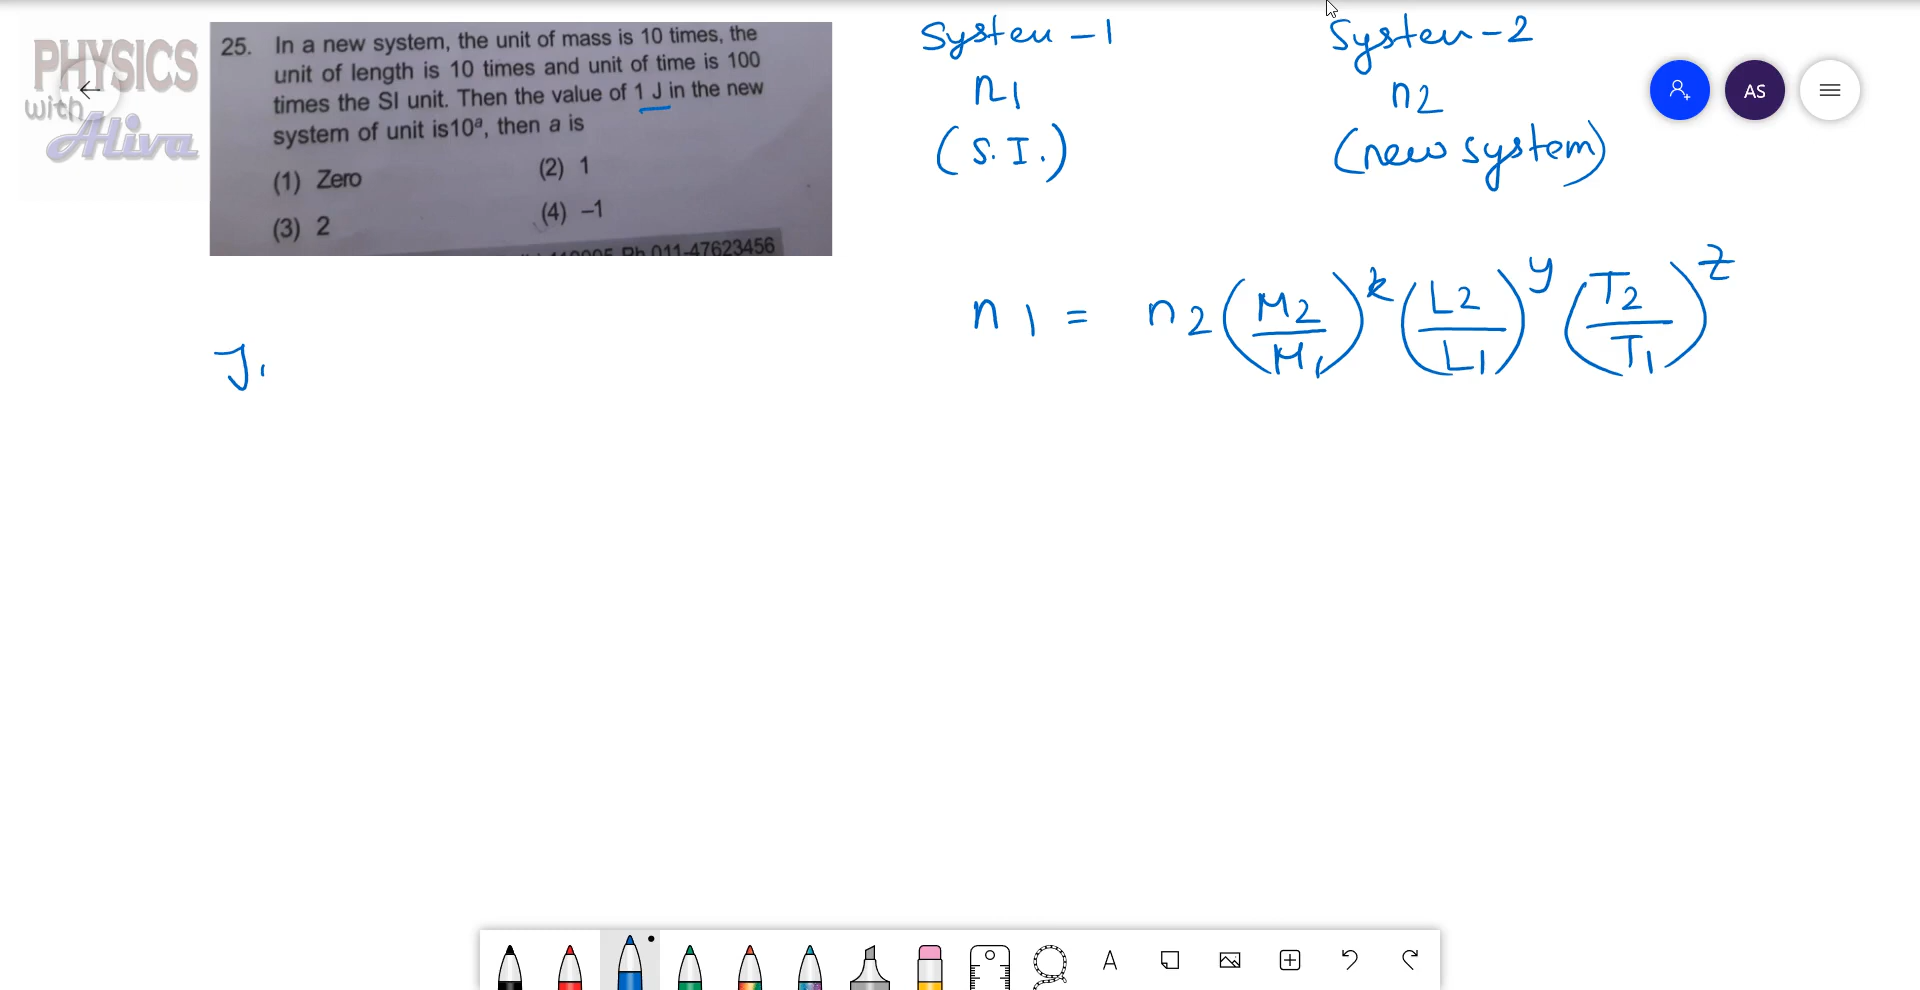 PHYSICS
with
Aliva
25. In a new system, the unit of mass is 10 times, the
unit of length is 10 times and unit of time is 100
times the SI unit. Then the value of 1 J in the new
system of unit is10ª, then a is
(1) Zero
(2) 1
(3) 2
(4) –1
Ph.011-47623456
System - 1
n1
(S.I.)
System - 2
n2
(new system)
AS
n1 = n2 (M2/M1)^x (L2/L1)^y (T2/T1)^z
J.
A